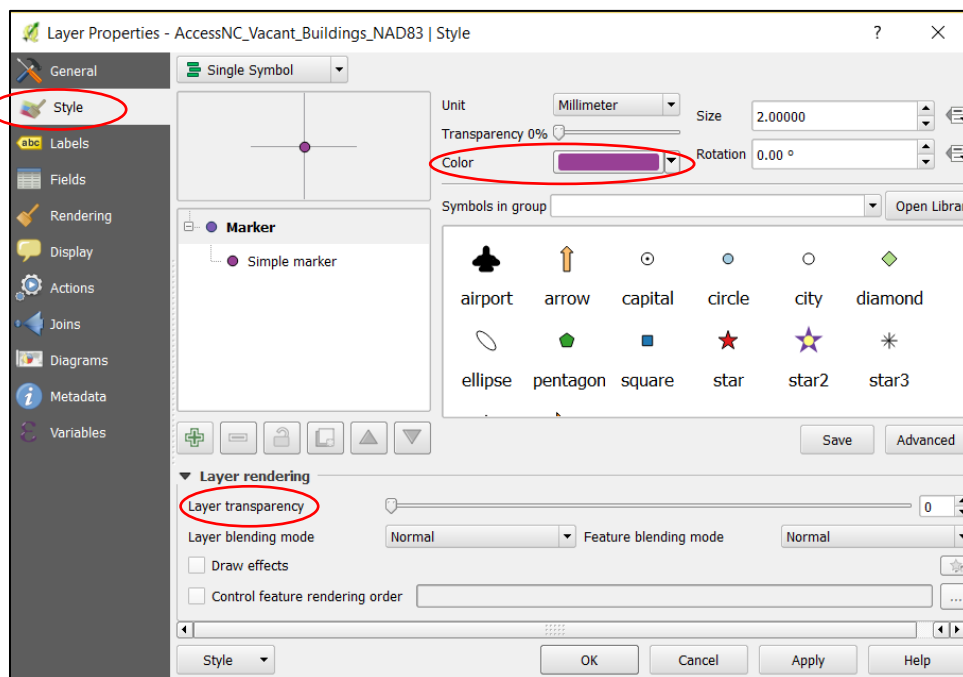 Layer Properties - AccessNC_Vacant_Buildings_NAD83 | Style ? ×
General
Style
abc Labels
Fields
Rendering
Display
Actions
Joins
Diagrams
i Metadata
ε Variables
Single Symbol
Unit Millimeter
Size 2.00000
Transparency 0%
Color
Rotation 0.00 °
Symbols in group
Open Librar
Marker
Simple marker
airport arrow capital circle city diamond
ellipse pentagon square star star2 star3
Save Advanced
Layer rendering
Layer transparency 0
Layer blending mode Normal Feature blending mode Normal
Draw effects
Control feature rendering order ...
Style OK Cancel Apply Help